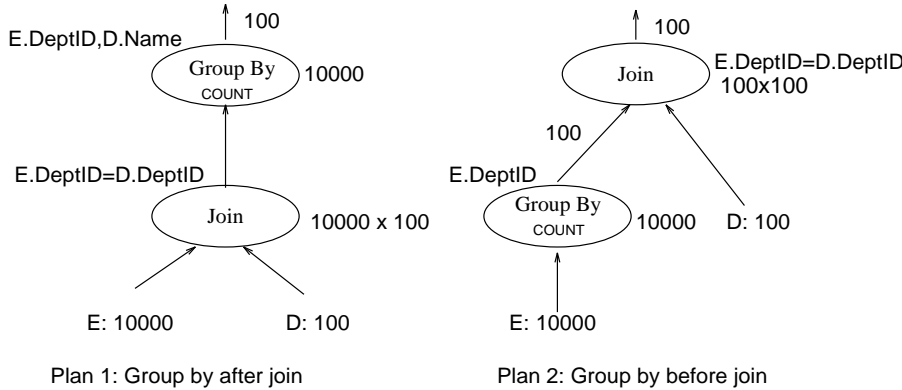 100
E.DeptID,D.Name
Group By
COUNT
10000
E.DeptID=D.DeptID
Join
10000 x 100
E: 10000
D: 100
Plan 1: Group by after join
100
Join
E.DeptID=D.DeptID
100x100
100
E.DeptID
Group By
COUNT
10000
D: 100
E: 10000
Plan 2: Group by before join